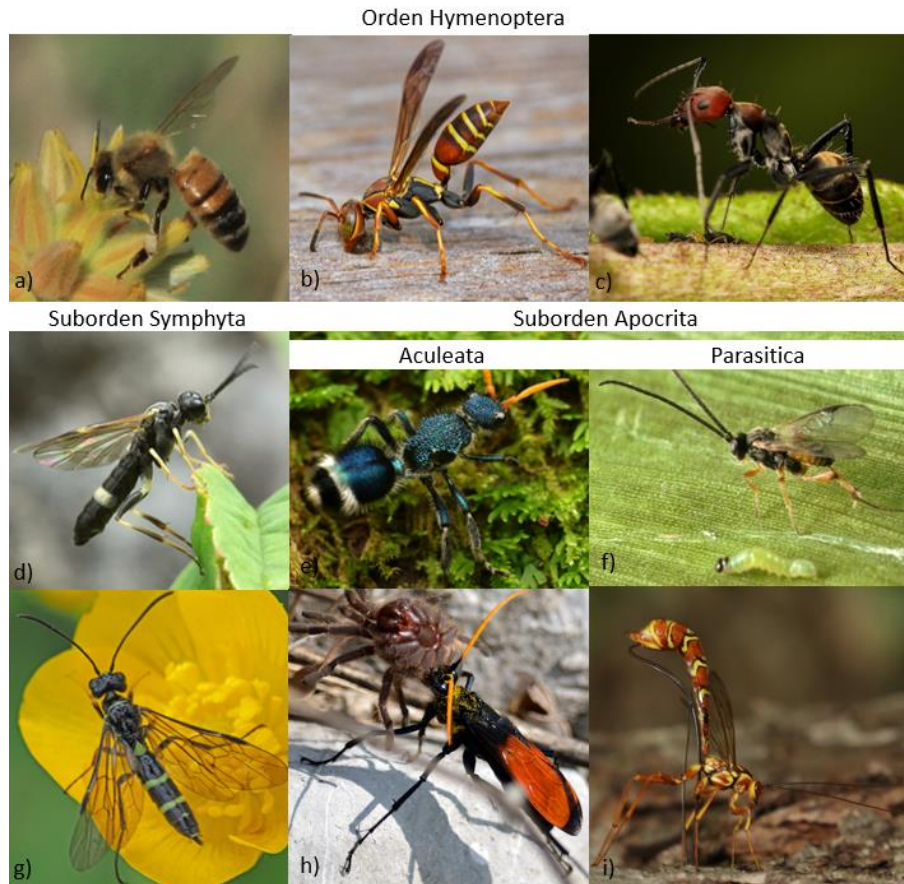 Orden Hymenoptera
a)
b)
c)
Suborden Symphyta
Suborden Apocrita
Aculeata
Parasitica
d)
e)
f)
g)
h)
i)